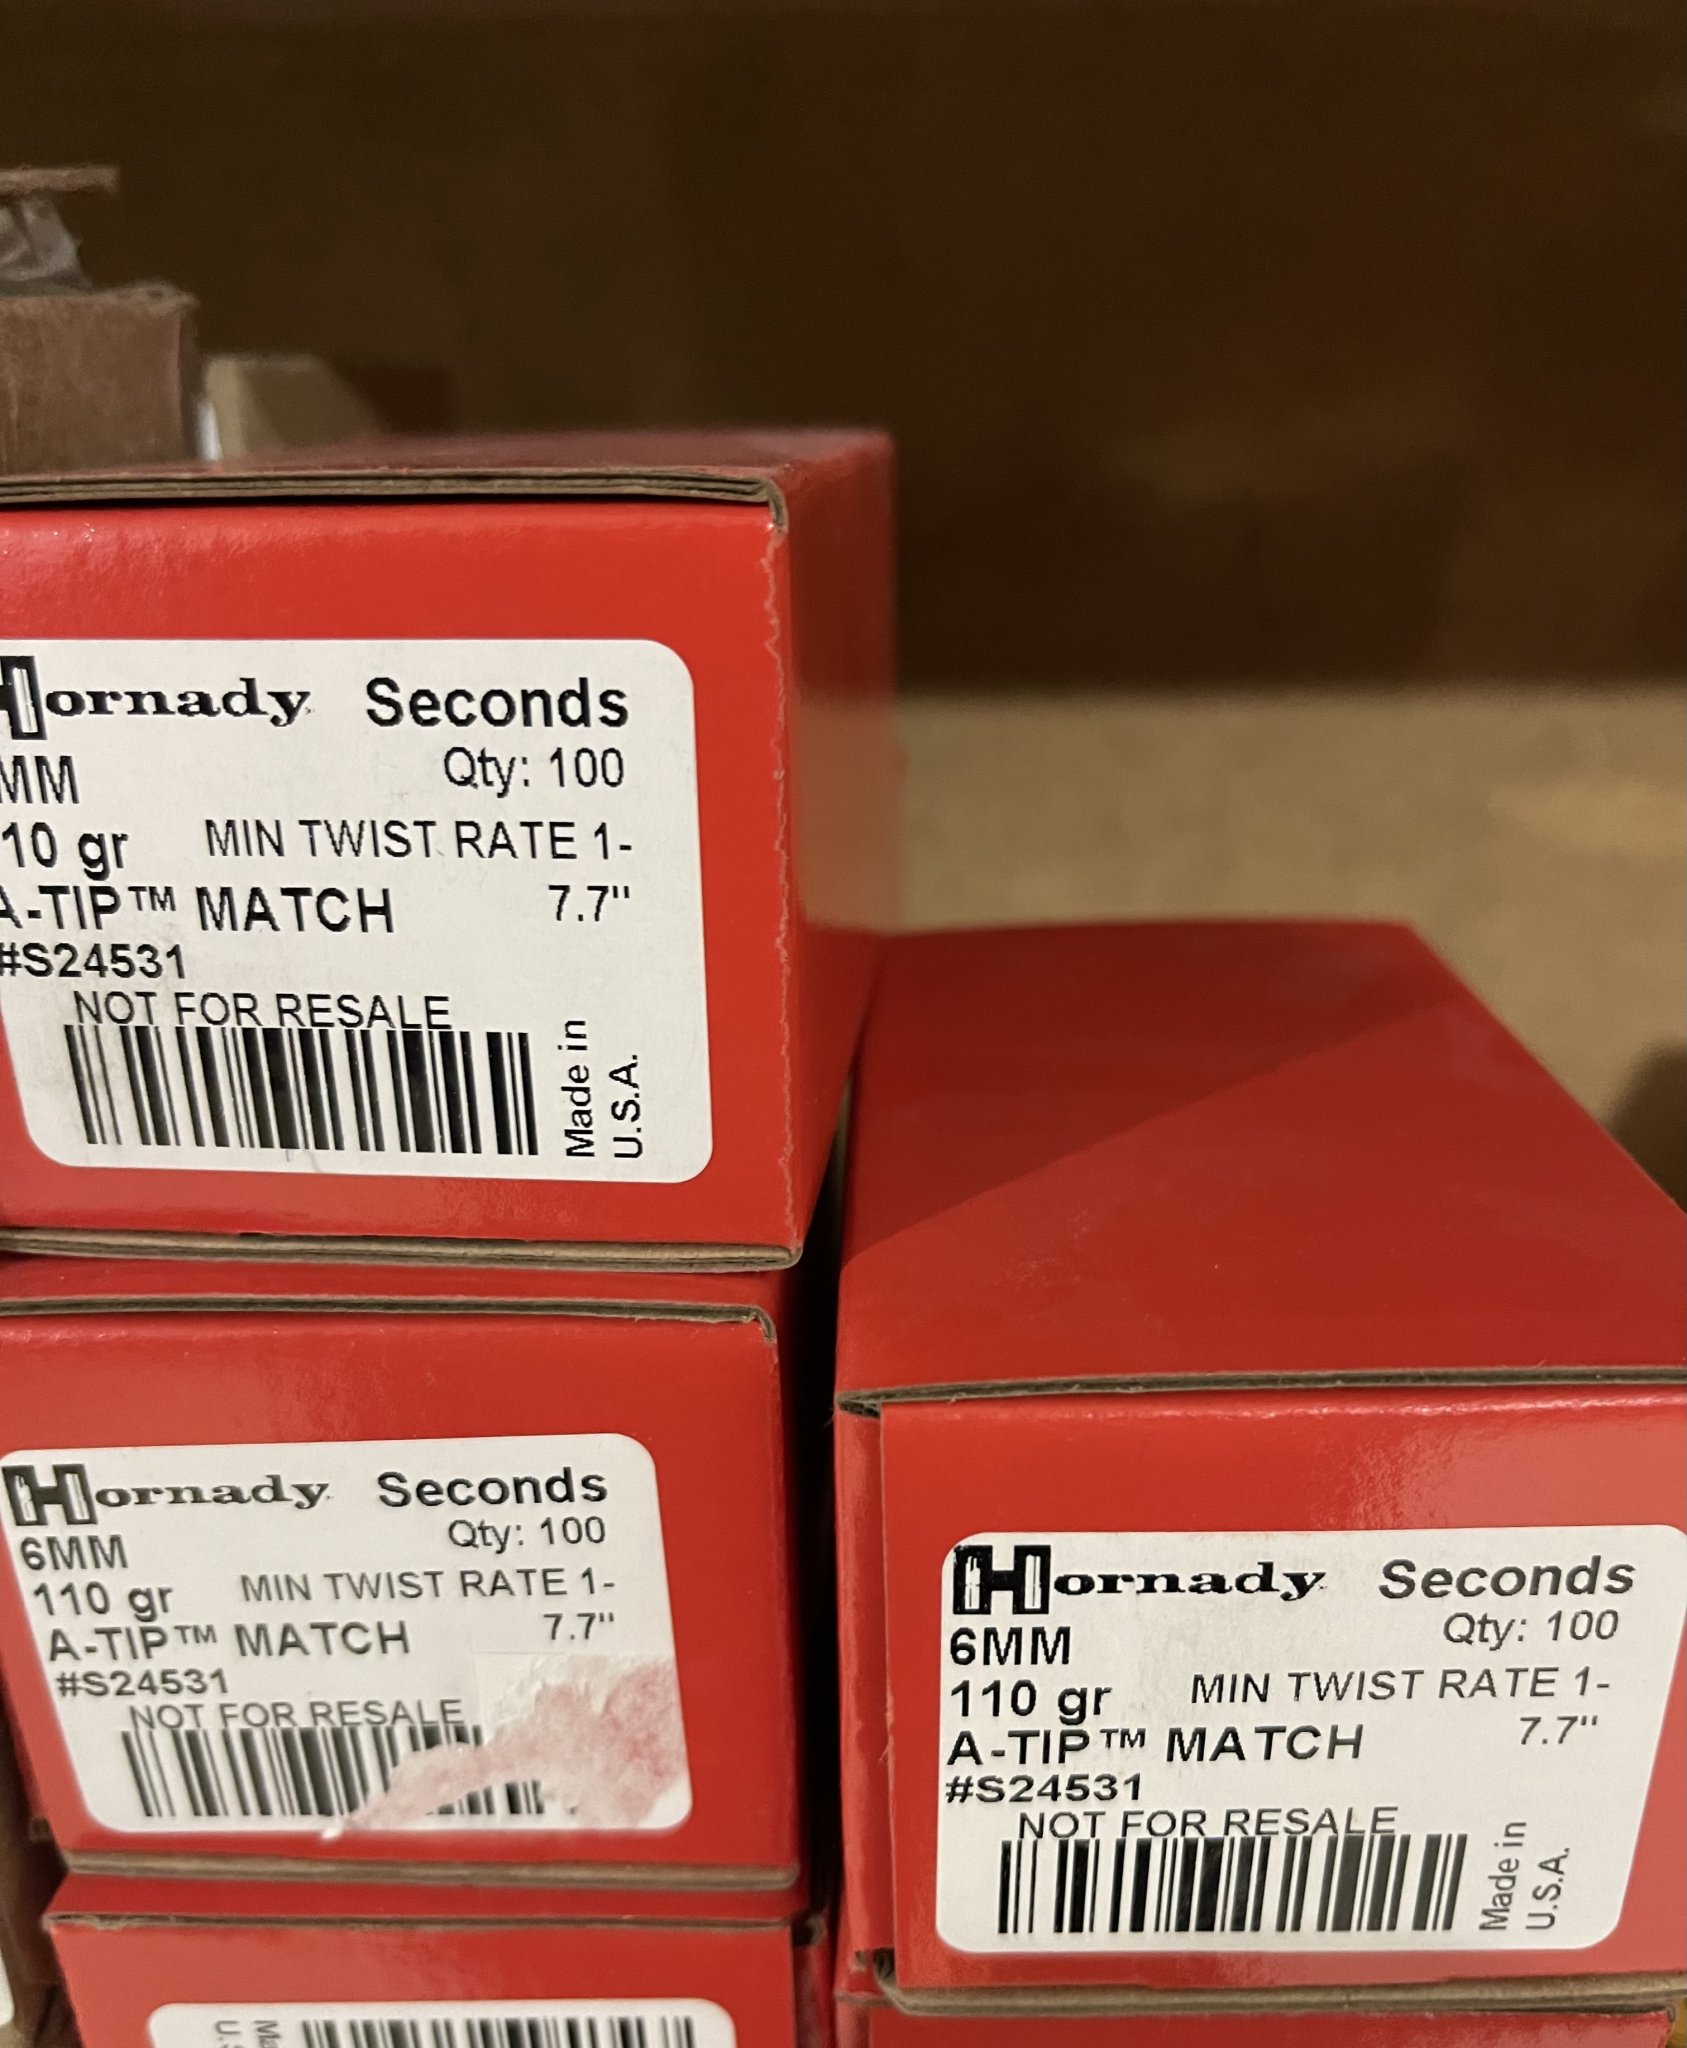 Hornady Seconds
MM
Qty: 100
10 gr MIN TWIST RATE 1-
A-TIP™ MATCH 7.7"
#S24531
NOT FOR RESALE
Made in
U.S.A.
Hornady Seconds
6MM
Qty: 100
110 gr MIN TWIST RATE 1-
A-TIP™ MATCH 7.7"
#S24531
NOT FOR RESALE
Hornady Seconds
6MM
Qty: 100
110 gr MIN TWIST RATE 1-
A-TIP™ MATCH 7.7"
#S24531
NOT FOR RESALE
Made in
U.S.A.